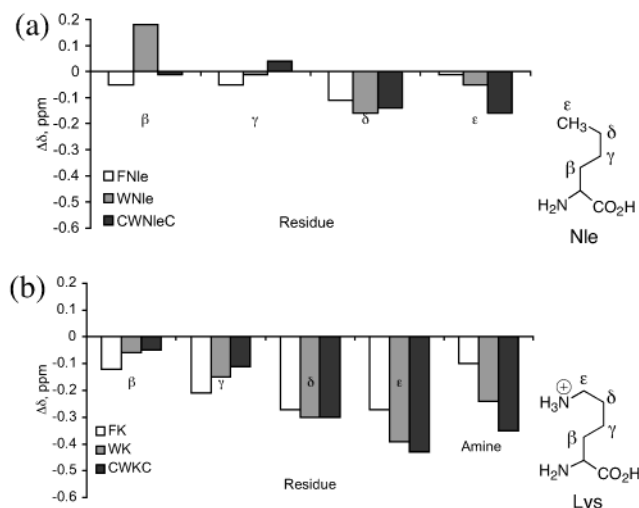 (a)
0.2
0.1
0
-0.1
-0.2
-0.3
-0.4
-0.5
-0.6
Δδ, ppm
β γ δ ε
FNle
WNle
CWNleC
Residue
ε
CH₃
δ
γ
β
H₂N
CO₂H
Nle
(b)
0.2
0.1
0
-0.1
-0.2
-0.3
-0.4
-0.5
-0.6
Δδ, ppm
β γ δ ε Amine
FK
WK
CWKC
Residue
+
ε
H₃N
δ
γ
β
H₂N
CO₂H
Lys